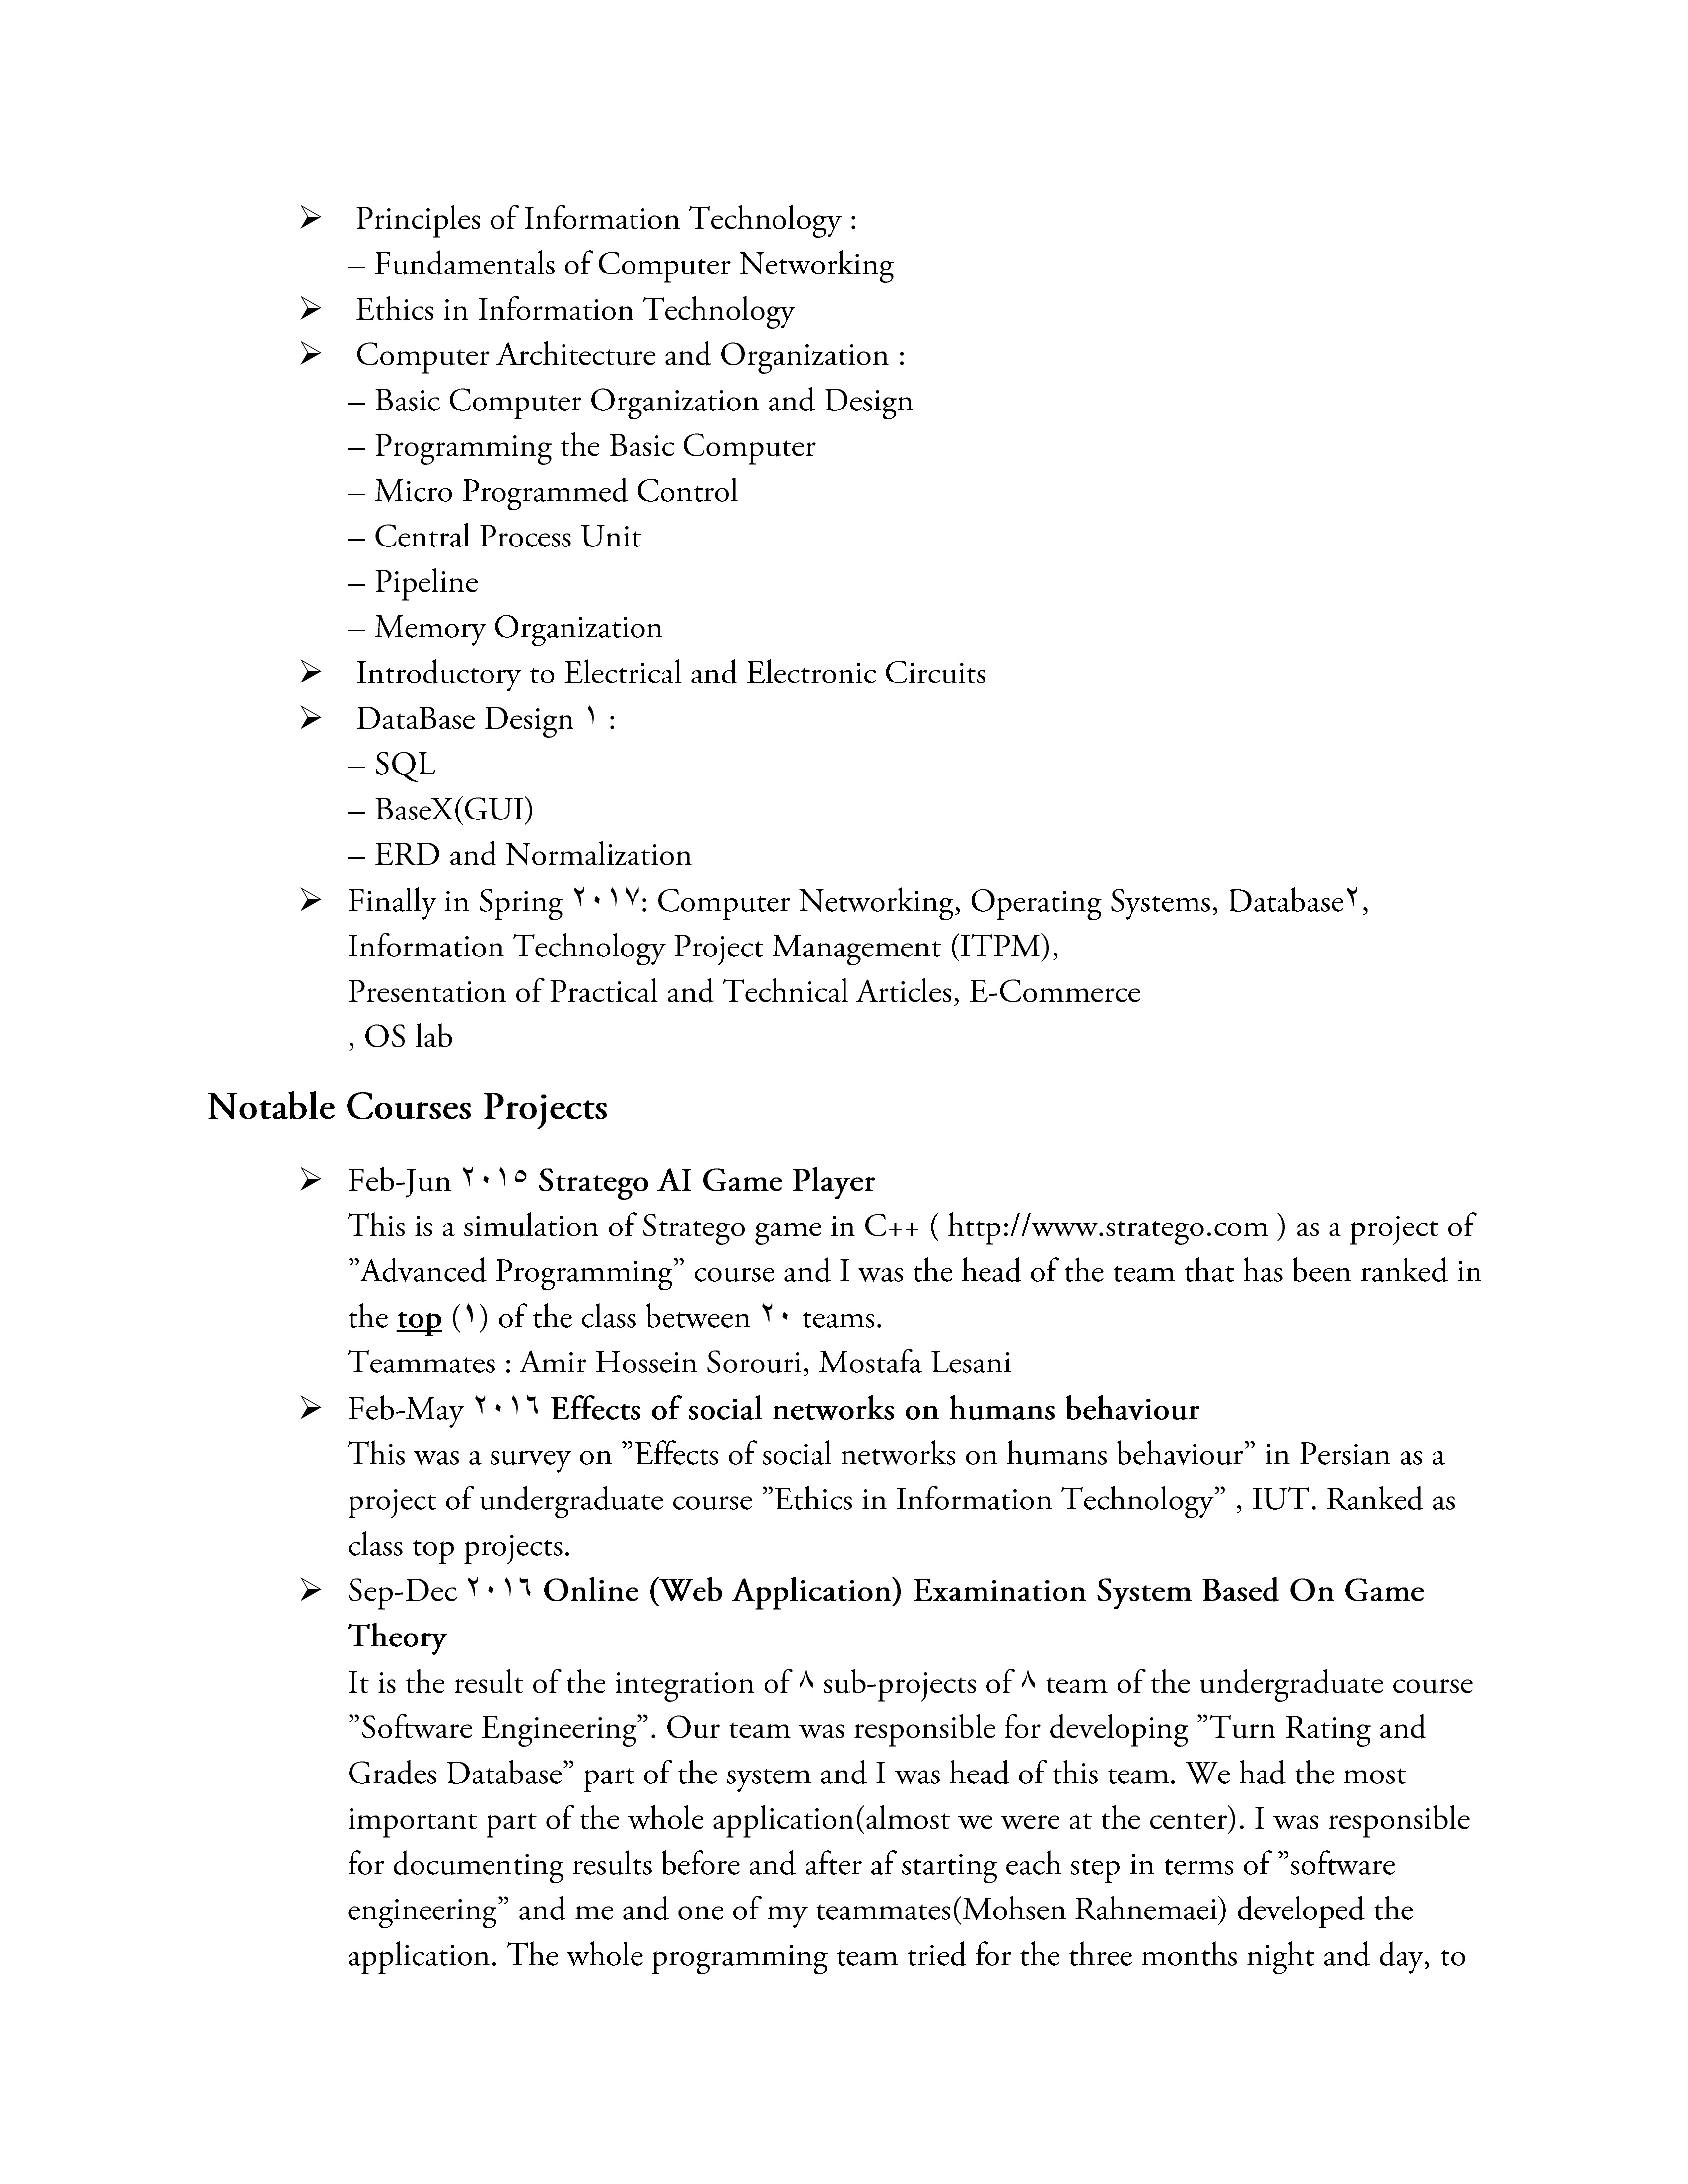 ➢ Principles of Information Technology :
– Fundamentals of Computer Networking
➢ Ethics in Information Technology
➢ Computer Architecture and Organization :
– Basic Computer Organization and Design
– Programming the Basic Computer
– Micro Programmed Control
– Central Process Unit
– Pipeline
– Memory Organization
➢ Introductory to Electrical and Electronic Circuits
➢ DataBase Design ١ :
– SQL
– BaseX(GUI)
– ERD and Normalization
➢ Finally in Spring ٢٠١٧: Computer Networking, Operating Systems, Database٢,
Information Technology Project Management (ITPM),
Presentation of Practical and Technical Articles, E-Commerce
, OS lab
Notable Courses Projects
➢ Feb-Jun ٢٠١٥ Stratego AI Game Player
This is a simulation of Stratego game in C++ ( http://www.stratego.com ) as a project of
”Advanced Programming” course and I was the head of the team that has been ranked in
the top (١) of the class between ٢٠ teams.
Teammates : Amir Hossein Sorouri, Mostafa Lesani
➢ Feb-May ٢٠١٦ Effects of social networks on humans behaviour
This was a survey on ”Effects of social networks on humans behaviour” in Persian as a
project of undergraduate course ”Ethics in Information Technology” , IUT. Ranked as
class top projects.
➢ Sep-Dec ٢٠١٦ Online (Web Application) Examination System Based On Game
Theory
It is the result of the integration of ٨ sub-projects of ٨ team of the undergraduate course
”Software Engineering”. Our team was responsible for developing ”Turn Rating and
Grades Database” part of the system and I was head of this team. We had the most
important part of the whole application(almost we were at the center). I was responsible
for documenting results before and after af starting each step in terms of ”software
engineering” and me and one of my teammates(Mohsen Rahnemaei) developed the
application. The whole programming team tried for the three months night and day, to